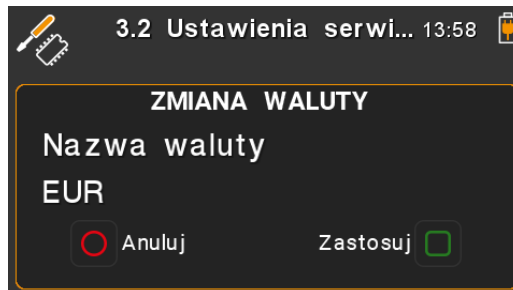 3.2 Ustawienia serwi... 13:58
ZMIANA WALUTY
Nazwa waluty
EUR
Anuluj Zastosuj